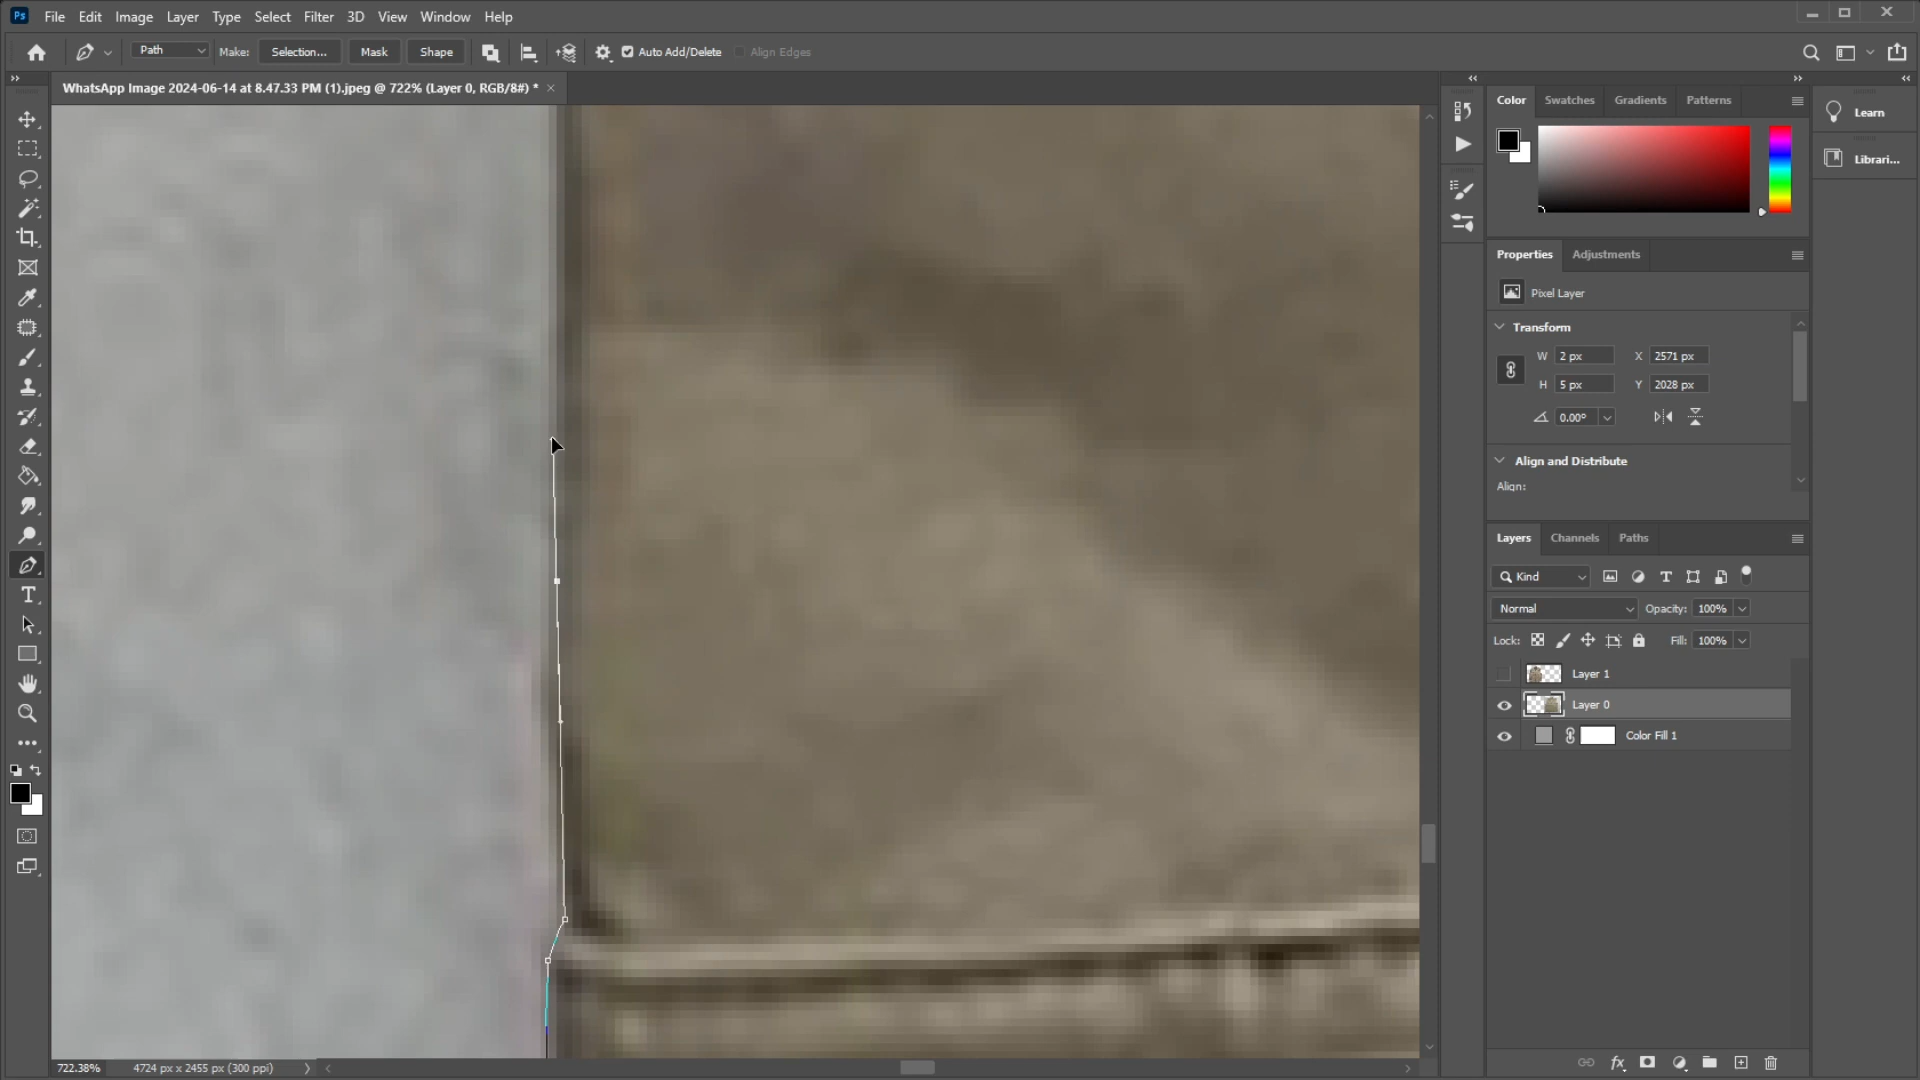 Ps File Edit Image Layer Type Select Filter 3D View Window Help
Path Make: Selection... Mask Shape Auto Add/Delete Align Edges
WhatsApp Image 2024-06-14 at 8.47.33 PM (1).jpeg @ 722% (Layer 0, RGB/8#) *
Color Swatches Gradients Patterns
Learn
Librari...
Properties Adjustments
Pixel Layer
Transform
W 2 px X 2571 px
H 5 px Y 2028 px
0.00°
Align and Distribute
Align:
Layers Channels Paths
Kind
Normal Opacity: 100%
Lock: Fill: 100%
Layer 1
Layer 0
Color Fill 1
722.38% 4724 px x 2455 px (300 ppi)